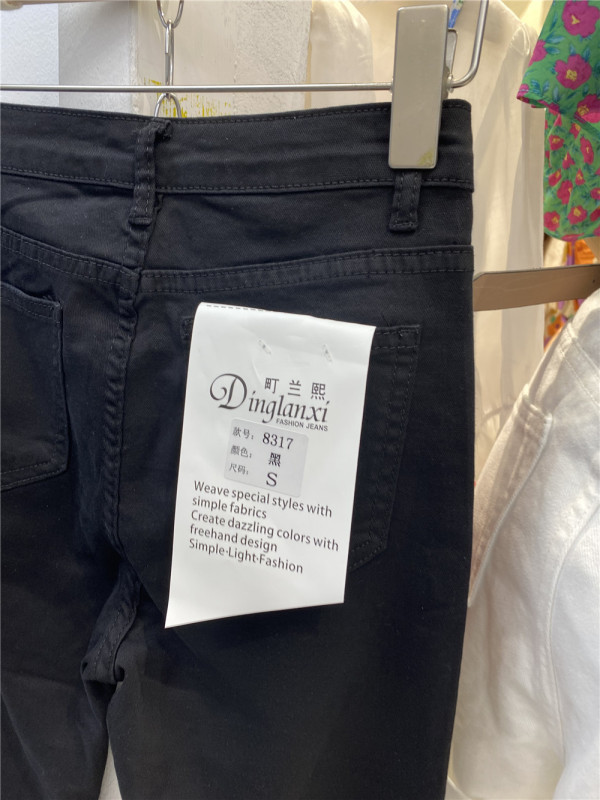 町兰熙
Dinglanxi
FASHION JEANS
款号: 8317
颜色: 黑
尺码: S
Weave special styles with
simple fabrics
Create dazzling colors with
freehand design
Simple-Light-Fashion